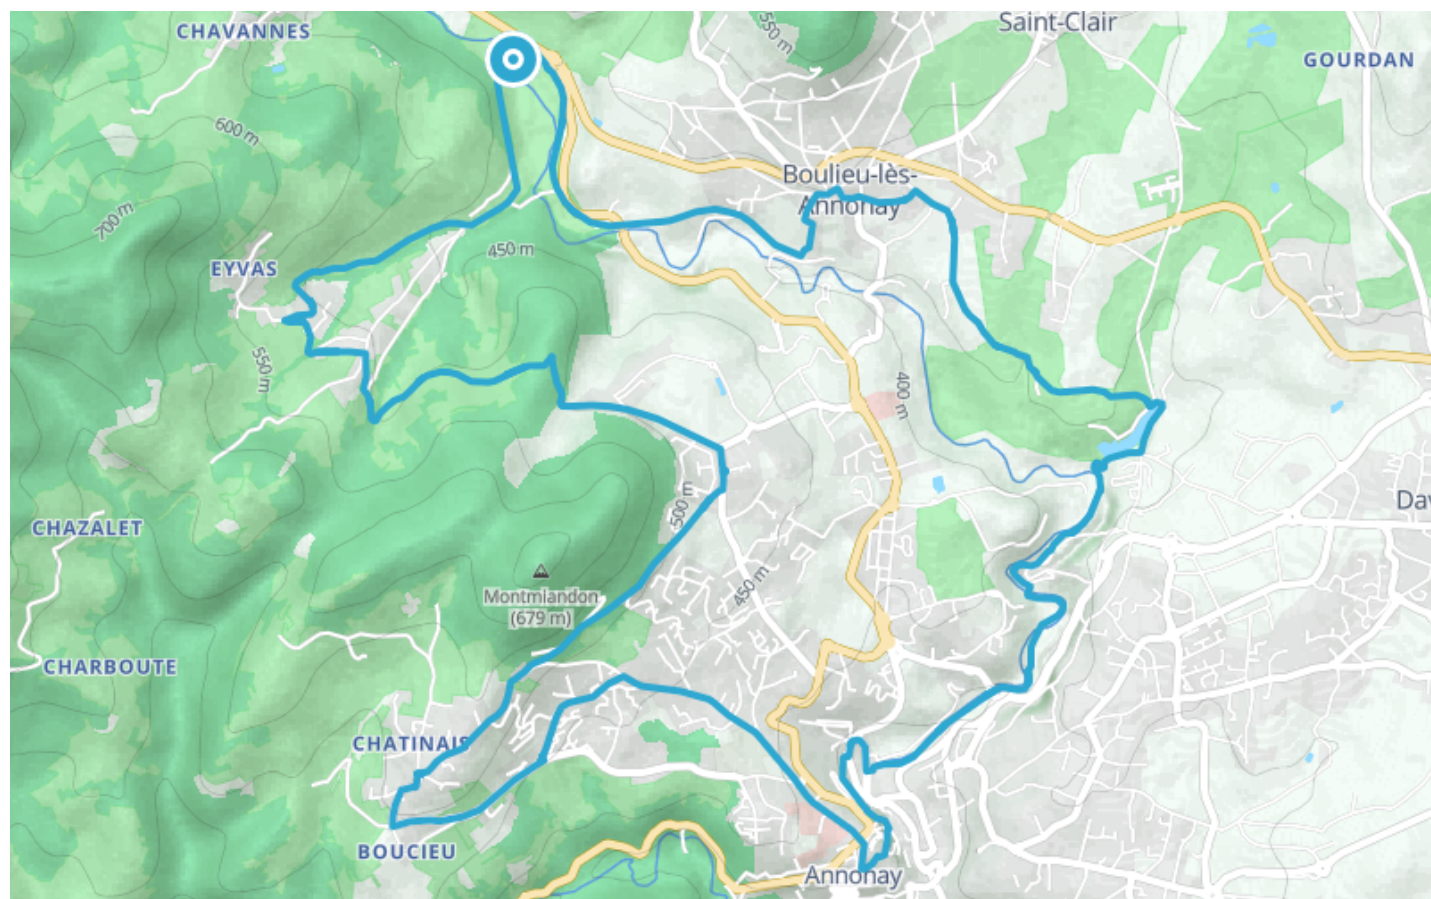 550 m
Saint-Clair
CHAVANNES
GOURDAN
600 m
Boulieu-lès-
Annonay
700 m
450 m
EYVAS
550 m
400 m
500 m
Dav
CHAZALET
450 m
Montmiandon
(679 m)
CHARBOUTE
CHATINAIS
BOUCIEU
Annonay